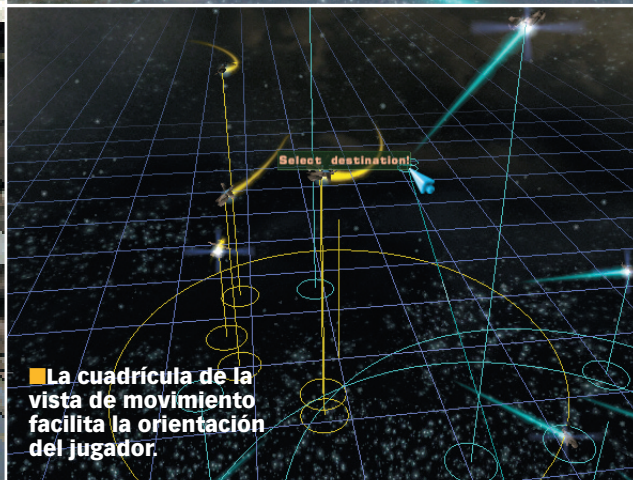 Select destination!
La cuadrícula de la
vista de movimiento
facilita la orientación
del jugador.